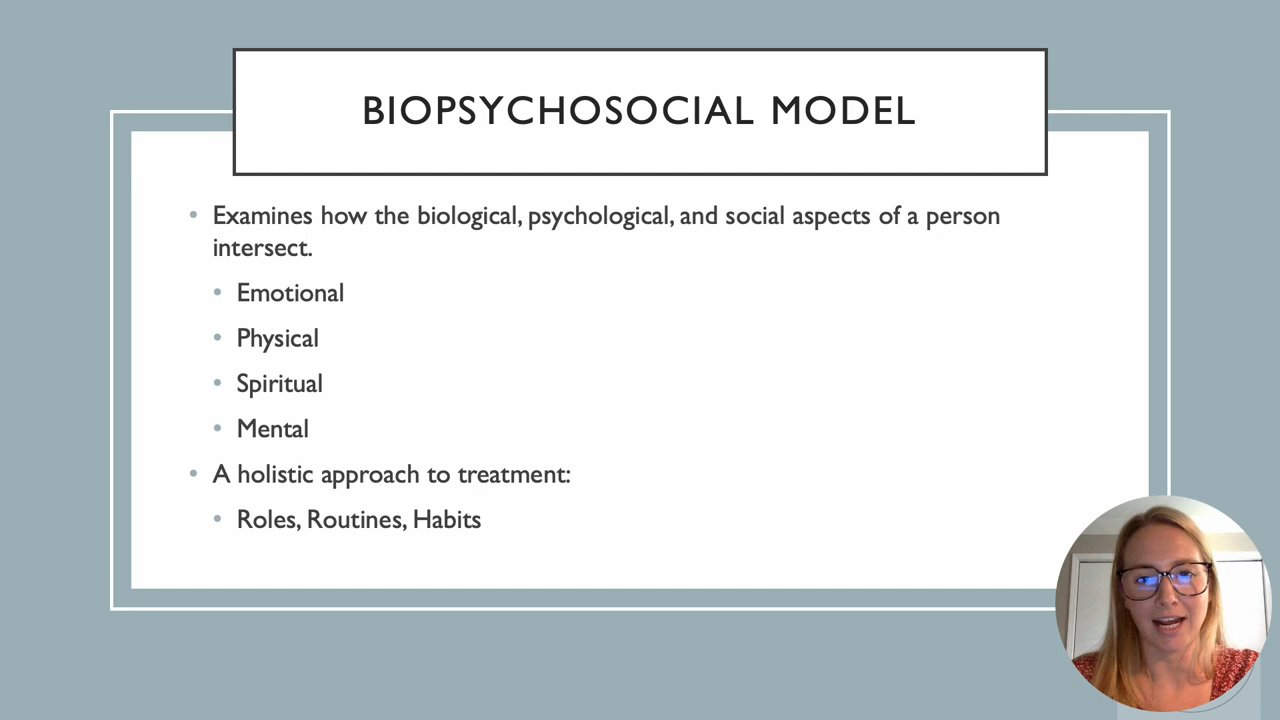 BIOPSYCHOSOCIAL MODEL
• Examines how the biological, psychological, and social aspects of a person
intersect.
• Emotional
• Physical
• Spiritual
• Mental
• A holistic approach to treatment:
• Roles, Routines, Habits